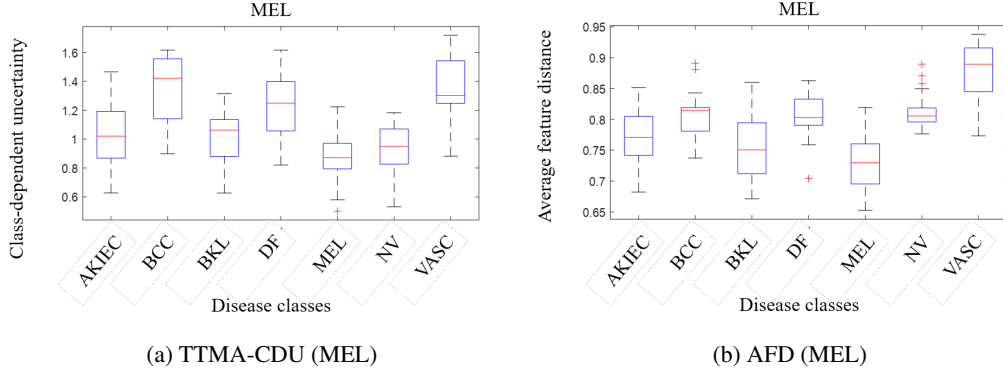 MEL
Class-dependent uncertainty
1.6
1.4
1.2
1
0.8
0.6
AKIEC
BCC
BKL
DF
MEL
NV
VASC
Disease classes
(a) TTMA-CDU (MEL)
MEL
Average feature distance
0.95
0.9
0.85
0.8
0.75
0.7
0.65
AKIEC
BCC
BKL
DF
MEL
NV
VASC
Disease classes
(b) AFD (MEL)